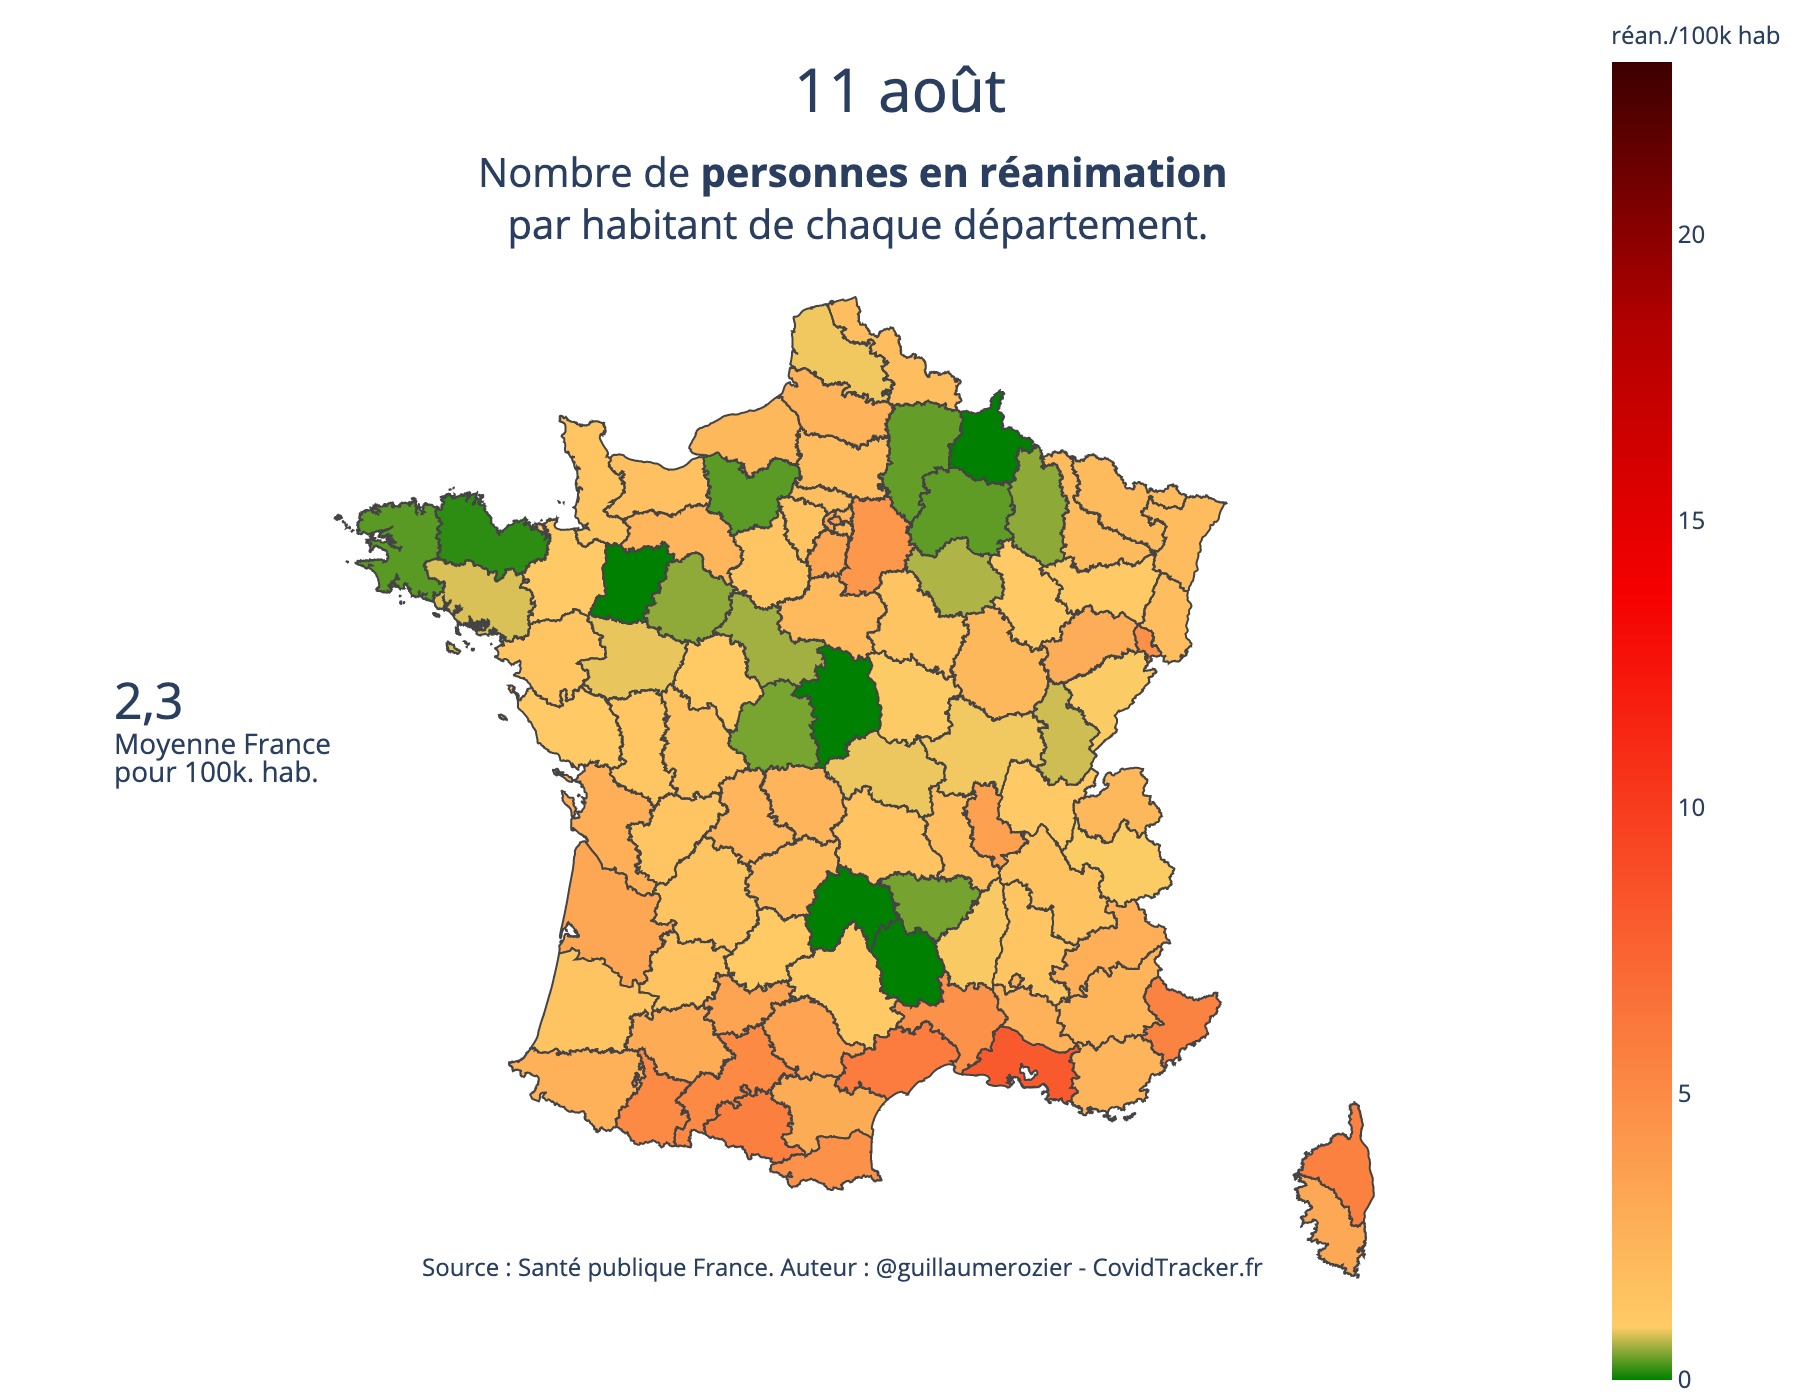 réan./100k hab
11 août
Nombre de personnes en réanimation
par habitant de chaque département.
20
15
2,3
Moyenne France
pour 100k. hab.
10
5
Source : Santé publique France. Auteur : @guillaumerozier - CovidTracker.fr
0